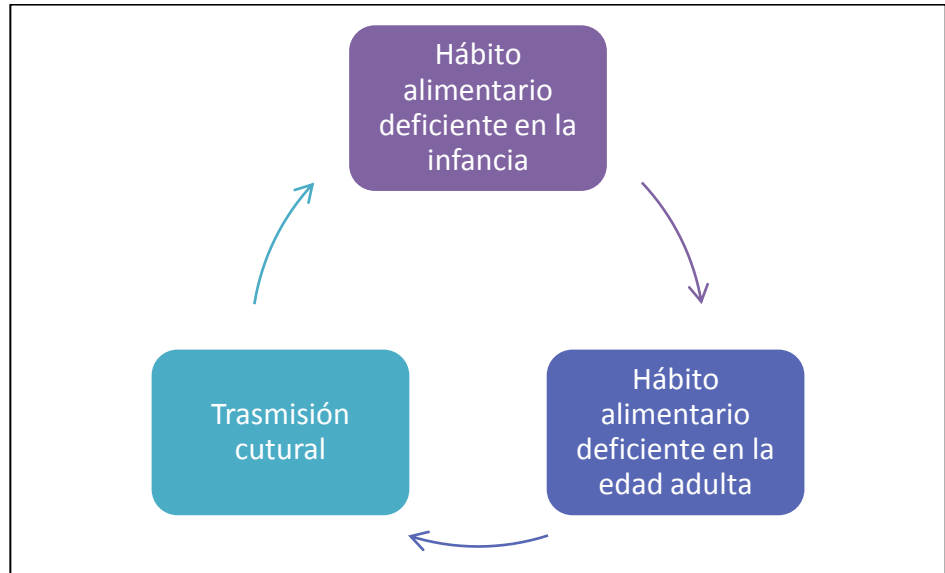 Hábito
alimentario
deficiente en la
infancia
Hábito
alimentario
deficiente en la
edad adulta
Trasmisión
cutural